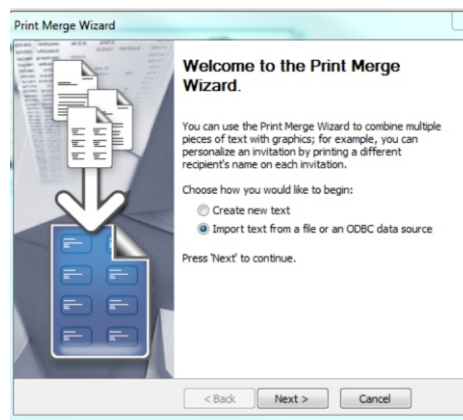 Print Merge Wizard
Welcome to the Print Merge
Wizard.
You can use the Print Merge Wizard to combine multiple
pieces of text with graphics; for example, you can
personalize an invitation by printing a different
recipient's name on each invitation.
Choose how you would like to begin:
Create new text
Import text from a file or an ODBC data source
Press 'Next' to continue.
< Back
Next >
Cancel